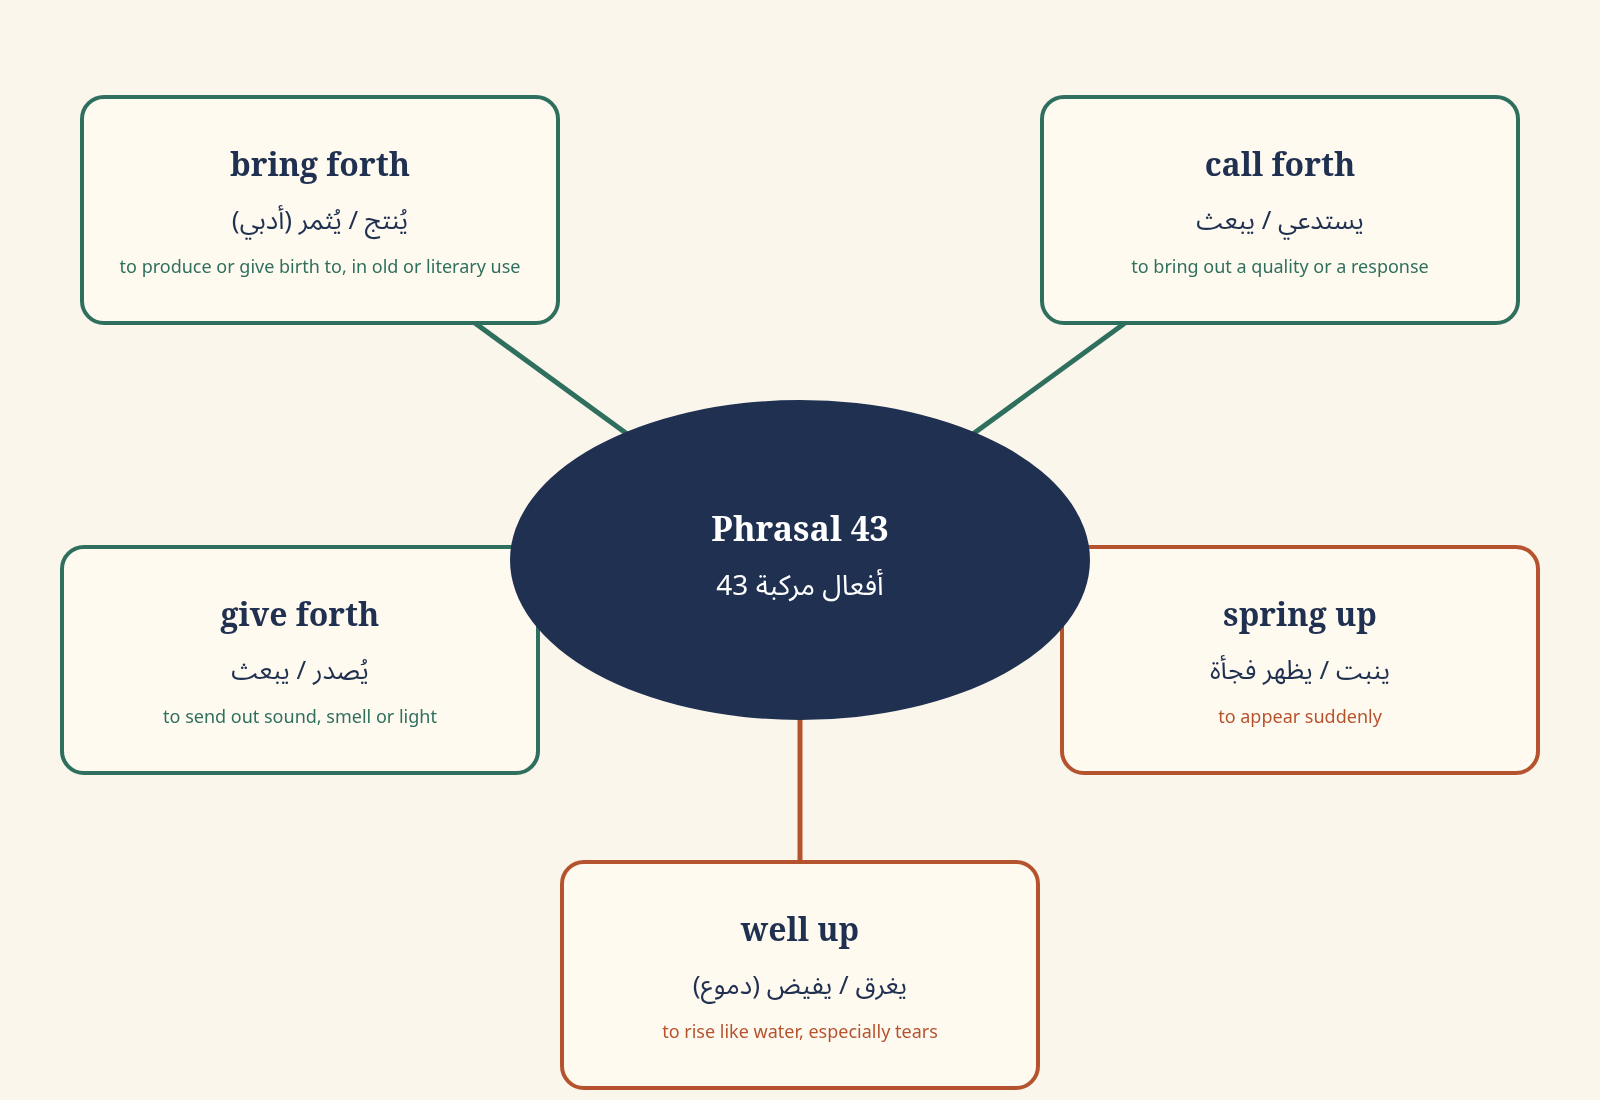 bring forth
يُنتج / يُثمر (أدبي)
to produce or give birth to, in old or literary use
call forth
يستدعي / يبعث
to bring out a quality or a response
Phrasal 43
أفعال مركبة 43
give forth
يُصدر / يبعث
to send out sound, smell or light
spring up
ينبت / يظهر فجأة
to appear suddenly
well up
يغرق / يفيض (دموع)
to rise like water, especially tears